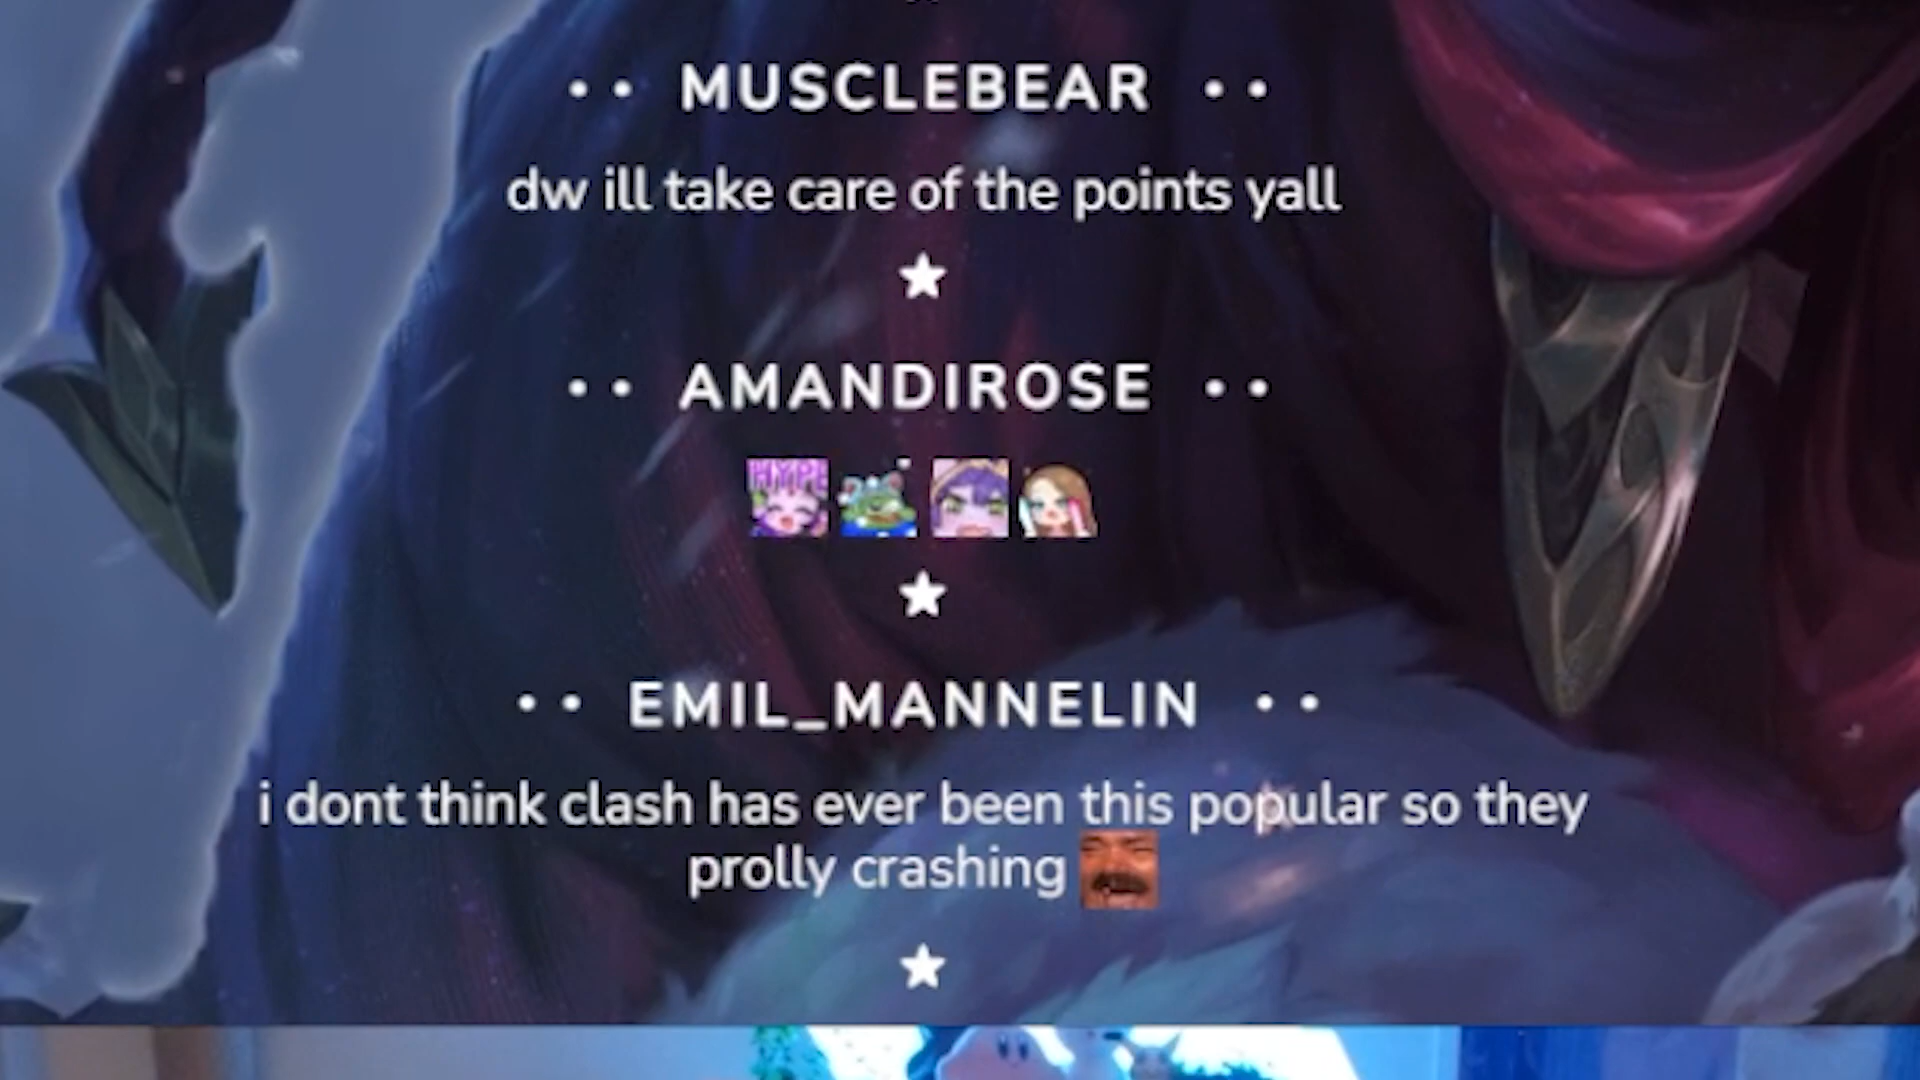 MUSCLEBEAR
dw ill take care of the points yall
AMANDIROSE
HYPE
EMIL_MANNELIN
i dont think clash has ever been this popular so they
prolly crashing